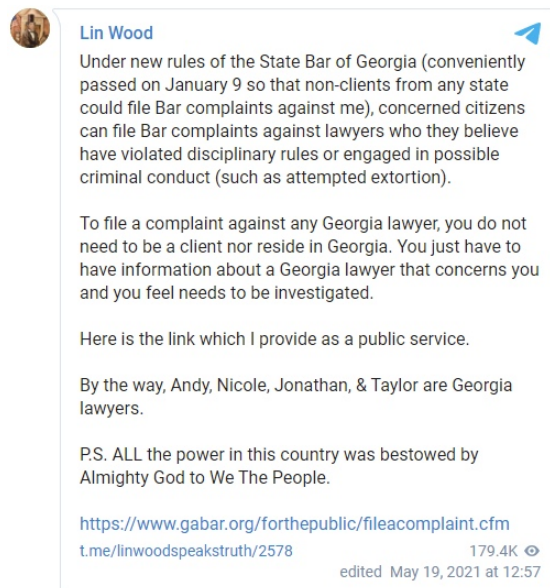 Lin Wood
Under new rules of the State Bar of Georgia (conveniently
passed on January 9 so that non-clients from any state
could file Bar complaints against me), concerned citizens
can file Bar complaints against lawyers who they believe
have violated disciplinary rules or engaged in possible
criminal conduct (such as attempted extortion).
To file a complaint against any Georgia lawyer, you do not
need to be a client nor reside in Georgia. You just have to
have information about a Georgia lawyer that concerns you
and you feel needs to be investigated.
Here is the link which I provide as a public service.
By the way, Andy, Nicole, Jonathan, & Taylor are Georgia
lawyers.
P.S. ALL the power in this country was bestowed by
Almighty God to We The People.
https://www.gabar.org/forthepublic/fileacomplaint.cfm
t.me/linwoodspeakstruth/2578 179.4K
edited May 19, 2021 at 12:57